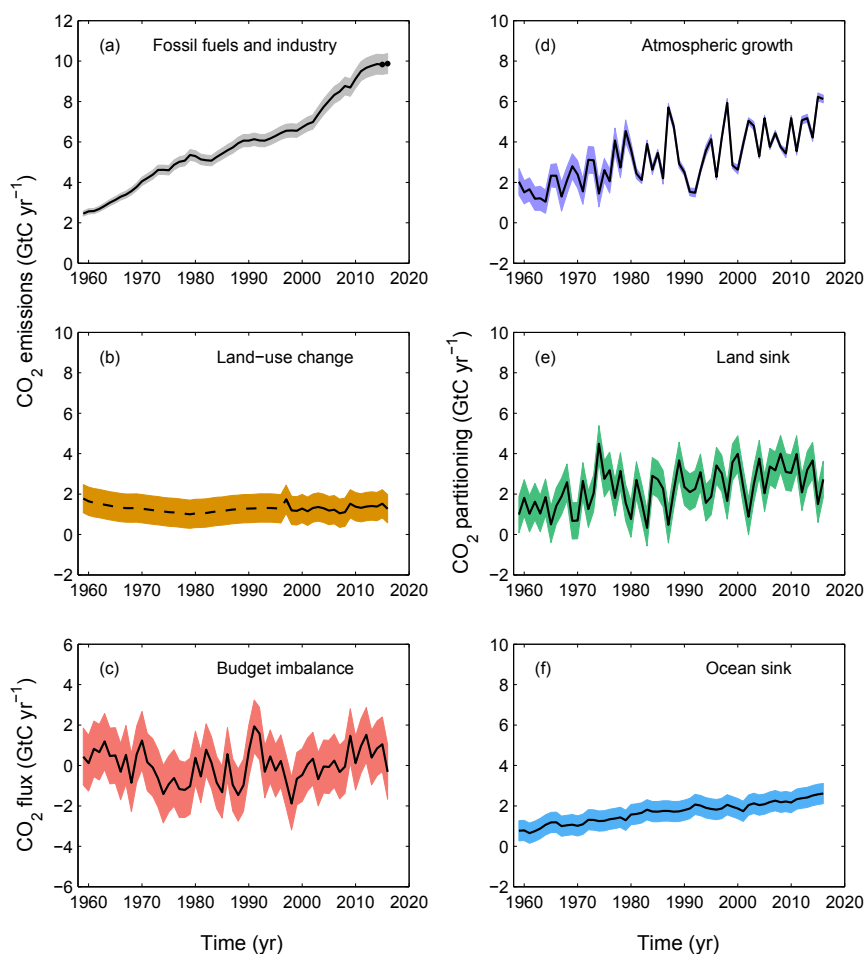 CO2 emissions (GtC yr−1)
(a) Fossil fuels and industry
12
10
8
6
4
2
0
1960 1970 1980 1990 2000 2010 2020
(b) Land−use change
10
8
6
4
2
0
−2
1960 1970 1980 1990 2000 2010 2020
CO2 flux (GtC yr−1)
(c) Budget imbalance
6
4
2
0
−2
−4
−6
1960 1970 1980 1990 2000 2010 2020
Time (yr)
CO2 partitioning (GtC yr−1)
(d) Atmospheric growth
10
8
6
4
2
0
−2
1960 1970 1980 1990 2000 2010 2020
(e) Land sink
10
8
6
4
2
0
−2
1960 1970 1980 1990 2000 2010 2020
(f) Ocean sink
10
8
6
4
2
0
−2
1960 1970 1980 1990 2000 2010 2020
Time (yr)